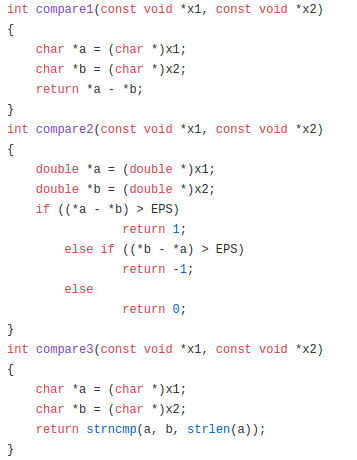 int compare1(const void *x1, const void *x2)
{
    char *a = (char *)x1;
    char *b = (char *)x2;
    return *a - *b;
}
int compare2(const void *x1, const void *x2)
{
    double *a = (double *)x1;
    double *b = (double *)x2;
    if ((*a - *b) > EPS)
                return 1;
        else if ((*b - *a) > EPS)
                return -1;
        else
                return 0;
}
int compare3(const void *x1, const void *x2)
{
    char *a = (char *)x1;
    char *b = (char *)x2;
    return strncmp(a, b, strlen(a));
}